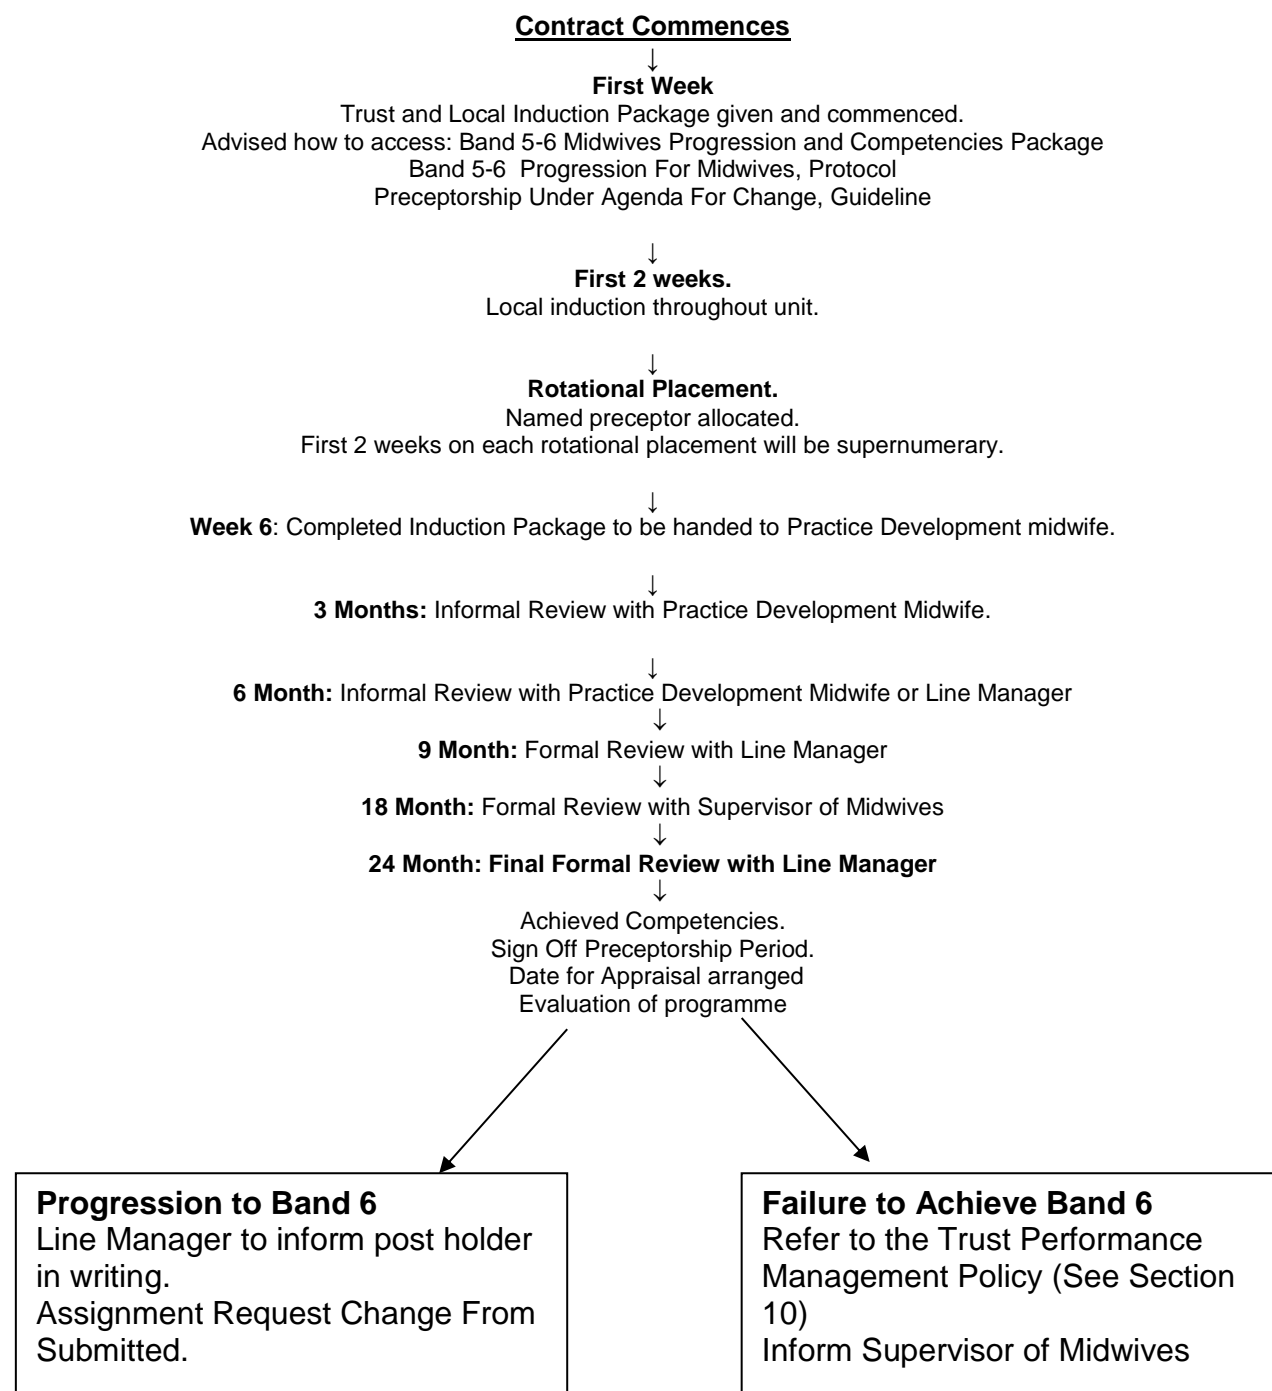 Contract Commences
↓
First Week
Trust and Local Induction Package given and commenced.
Advised how to access: Band 5-6 Midwives Progression and Competencies Package
Band 5-6  Progression For Midwives, Protocol
Preceptorship Under Agenda For Change, Guideline
↓
First 2 weeks.
Local induction throughout unit.
↓
Rotational Placement.
Named preceptor allocated.
First 2 weeks on each rotational placement will be supernumerary.
↓
Week 6: Completed Induction Package to be handed to Practice Development midwife.
↓
3 Months: Informal Review with Practice Development Midwife.
↓
6 Month: Informal Review with Practice Development Midwife or Line Manager
↓
9 Month: Formal Review with Line Manager
↓
18 Month: Formal Review with Supervisor of Midwives
↓
24 Month: Final Formal Review with Line Manager
↓
Achieved Competencies.
Sign Off Preceptorship Period.
Date for Appraisal arranged
Evaluation of programme
Progression to Band 6
Line Manager to inform post holder
in writing.
Assignment Request Change From
Submitted.
Failure to Achieve Band 6
Refer to the Trust Performance
Management Policy (See Section
10)
Inform Supervisor of Midwives